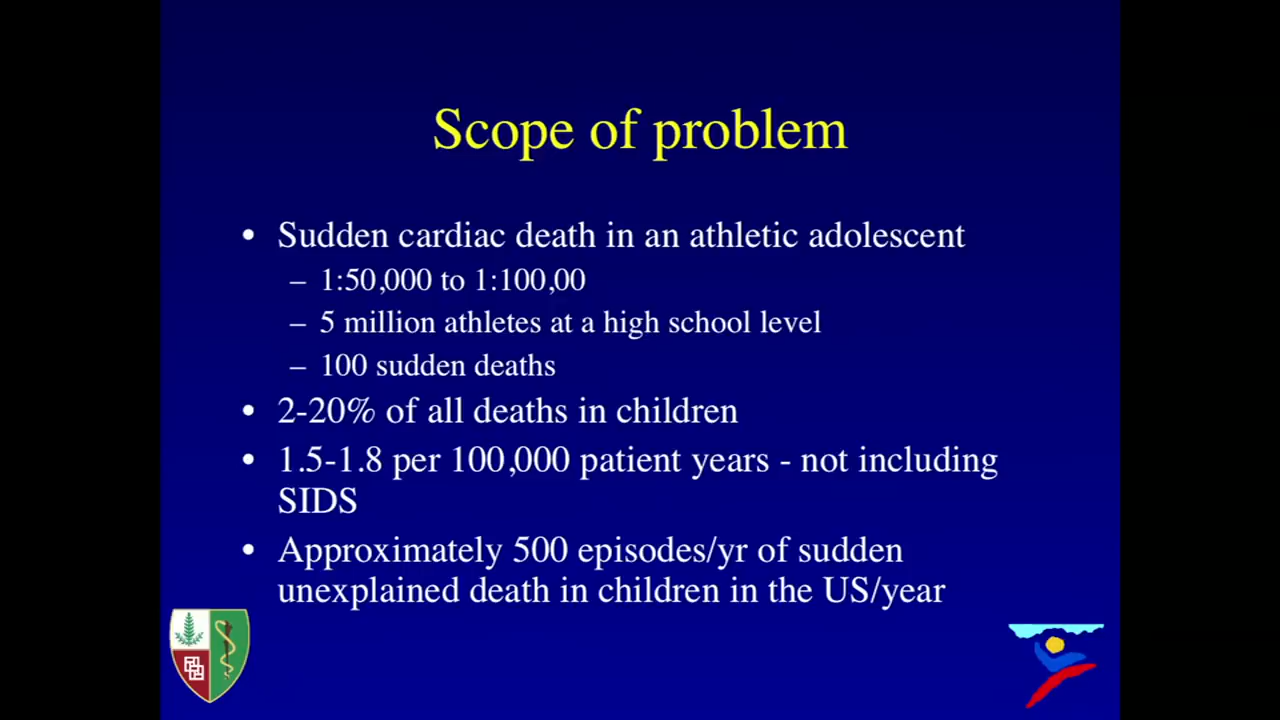 Scope of problem
• Sudden cardiac death in an athletic adolescent
– 1:50,000 to 1:100,00
– 5 million athletes at a high school level
– 100 sudden deaths
• 2-20% of all deaths in children
• 1.5-1.8 per 100,000 patient years - not including
SIDS
• Approximately 500 episodes/yr of sudden
unexplained death in children in the US/year